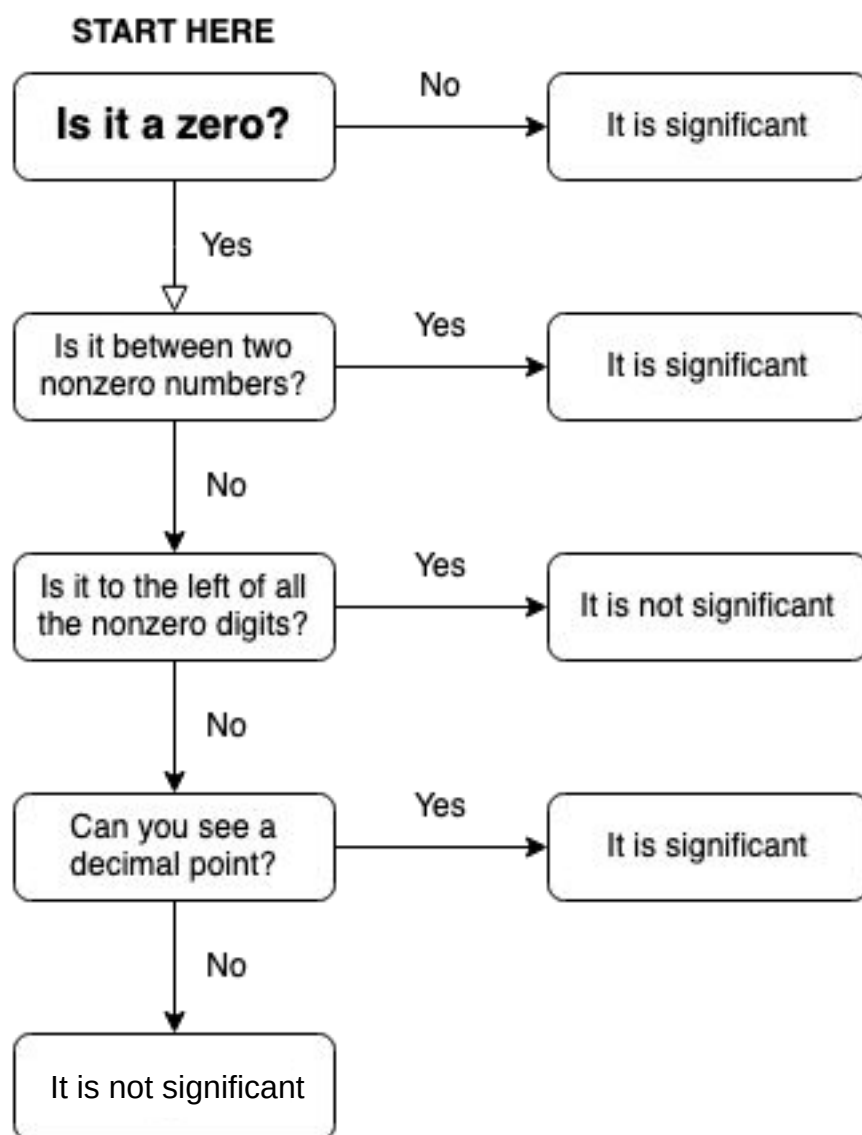 START HERE
Is it a zero?
No
It is significant
Yes
Is it between two
nonzero numbers?
Yes
It is significant
No
Is it to the left of all
the nonzero digits?
Yes
It is not significant
No
Can you see a
decimal point?
Yes
It is significant
No
It is not significant